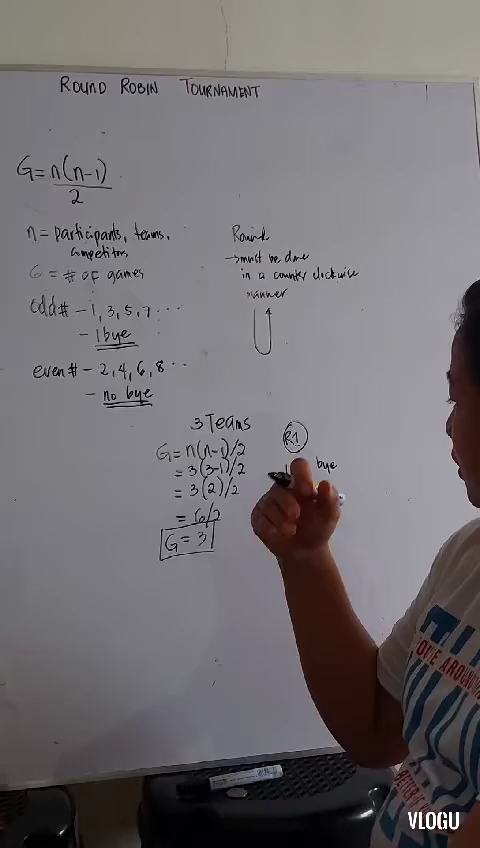 ROUND ROBIN TOURNAMENT
G = n(n-1)
2
n = participants, teams,
competitors
G = # of games
odd# - 1, 3, 5, 7 ...
- 1 bye
even# - 2, 4, 6, 8 ..
- no bye
Round
→ must be done
in a counter clockwise
manner
3 Teams
G = n(n-1)/2
= 3(3-1)/2
= 3(2)/2
= 6/2
G = 3
R1
bye
MOVE AROUND
VLOGU